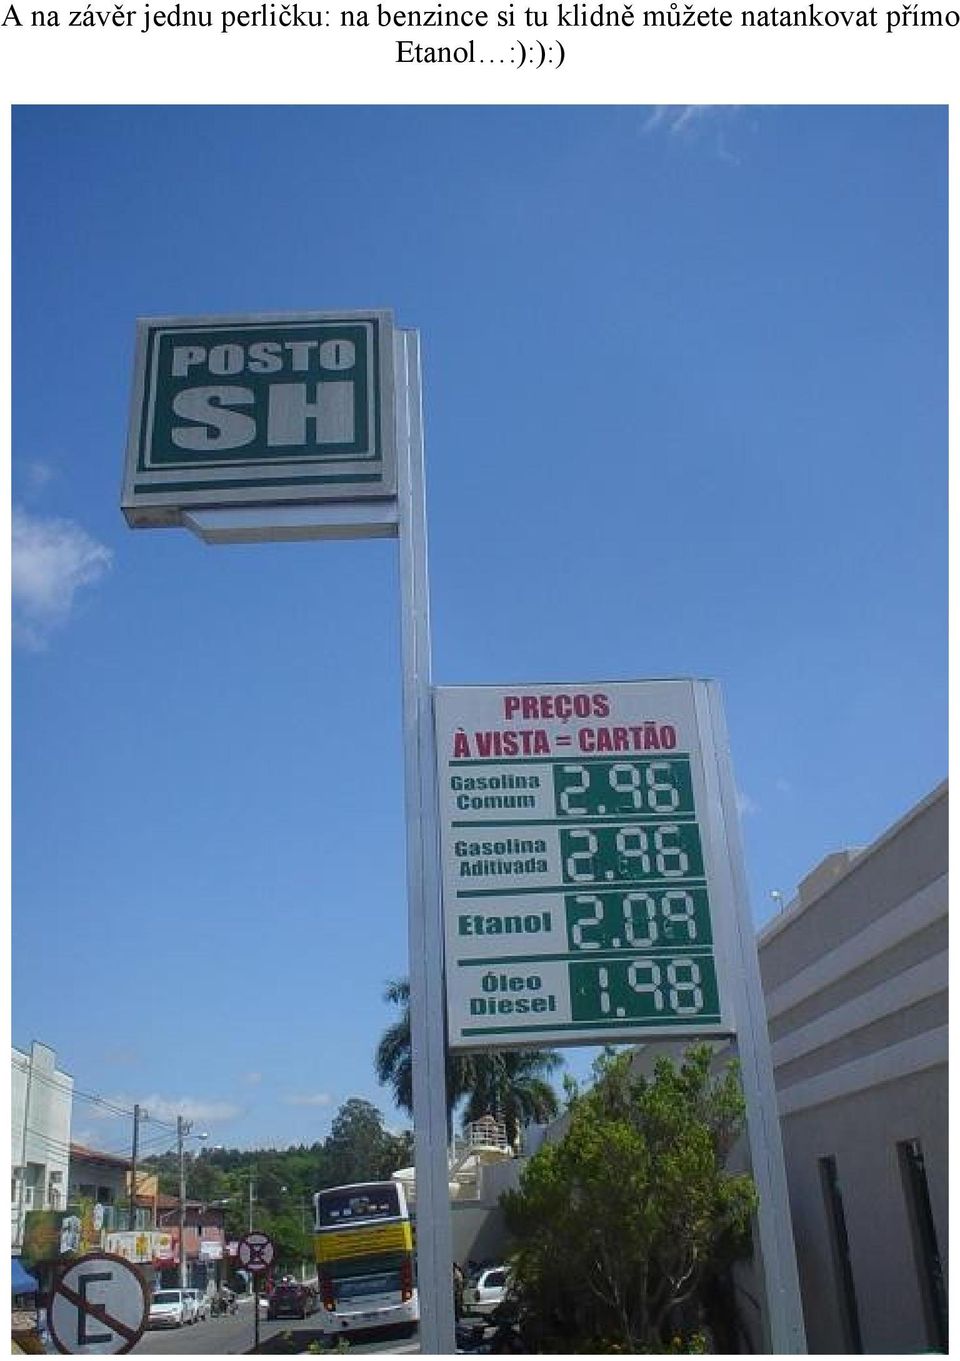 A na závěr jednu perličku: na benzince si tu klidně můžete natankovat přímo
Etanol…:):):)
POSTO
SH
PREÇOS
À VISTA = CARTÃO
Gasolina
Comum 2.96
Gasolina
Aditivada 2.96
Etanol 2.09
Óleo
Diesel 1.98
E